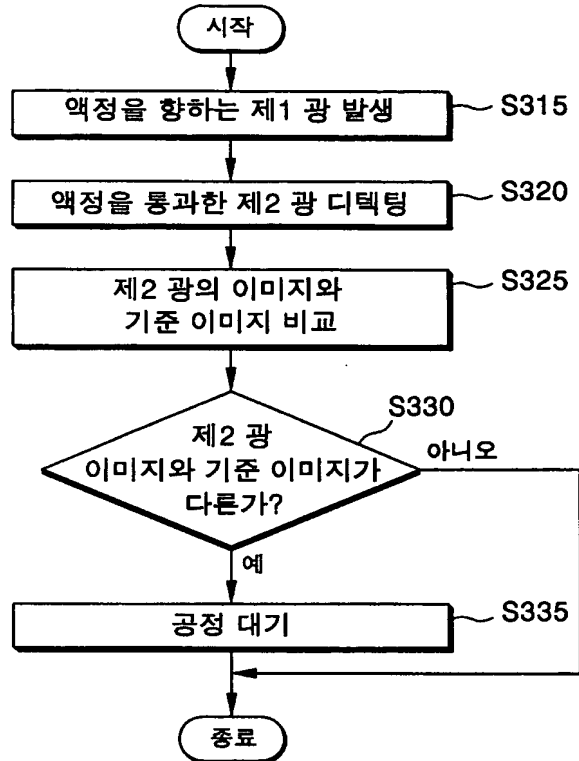 시작
액정을 향하는 제1 광 발생
S315
액정을 통과한 제2 광 디텍팅
S320
제2 광의 이미지와
기준 이미지 비교
S325
제2 광
이미지와 기준 이미지가
다른가?
S330
아니오
예
공정 대기
S335
종료